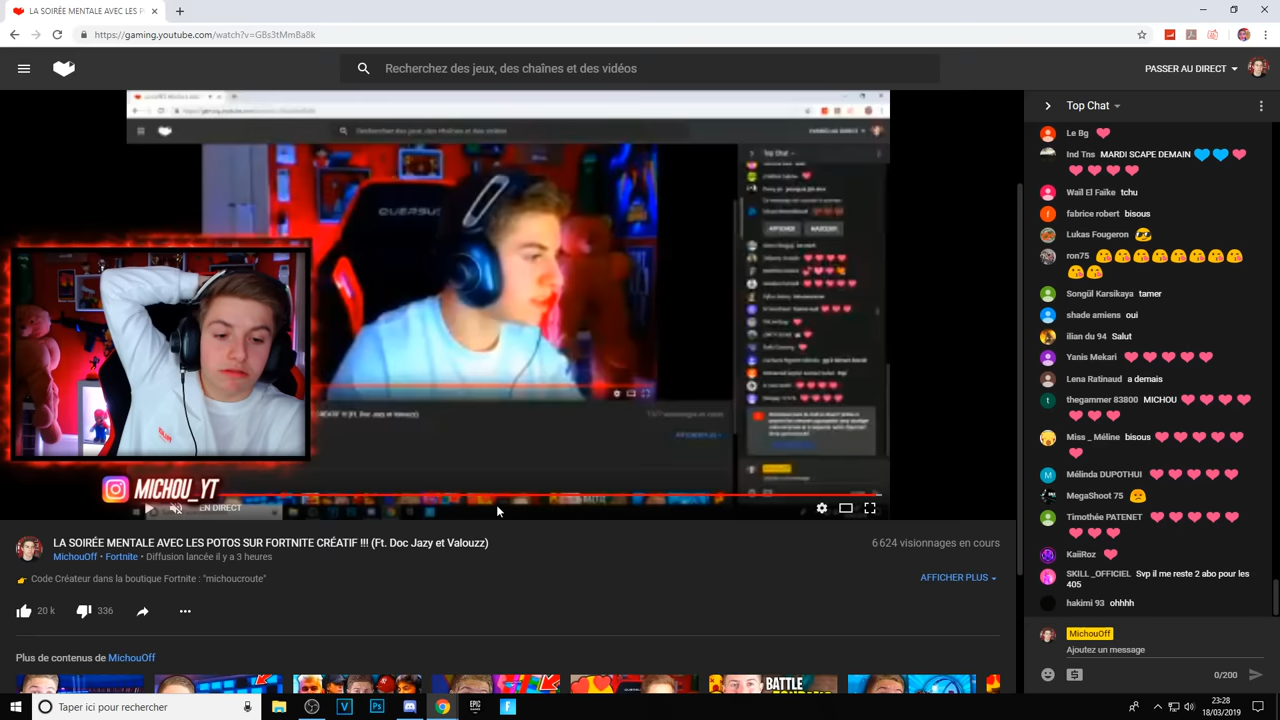 LA SOIRÉE MENTALE AVEC LES P
https://gaming.youtube.com/watch?v=GBs3tMmBa8k
Recherchez des jeux, des chaînes et des vidéos
PASSER AU DIRECT
Top Chat
Le Bg ❤
Ind Tns MARDI SCAPE DEMAIN 💙💙❤
❤❤❤❤
Waïl El Faïke tchu
fabrice robert bisous
Lukas Fougeron
ron75 😘😘😘😘😘😘😘
😘😘
Songül Karsikaya tamer
shade amiens oui
ilian du 94 Salut
Yanis Mekari ❤❤❤❤❤
Lena Ratinaud a demais
thegammer 83800 MICHOU ❤❤❤❤
❤❤❤
Miss _ Méline bisous ❤❤❤❤❤
❤
Mélinda DUPOTHUI ❤❤❤❤❤
MegaShoot 75 😕
Timothée PATENET ❤❤❤❤❤
❤❤❤
KaiiRoz ❤
SKILL_OFFICIEL Svp il me reste 2 abo pour les
405
hakimi 93 ohhhh
MichouOff
Ajoutez un message
0/200
Top Chat
MICHOU_YT
EN DIRECT
LA SOIRÉE MENTALE AVEC LES POTOS SUR FORTNITE CRÉATIF !!! (Ft. Doc Jazy et Valouzz)
6 624 visionnages en cours
MichouOff • Fortnite • Diffusion lancée il y a 3 heures
👉 Code Créateur dans la boutique Fortnite : "michoucroute"
AFFICHER PLUS
20 k
336
Plus de contenus de MichouOff
BATTLE
Taper ici pour rechercher
EPIC
GAMES
23:28
18/03/2019